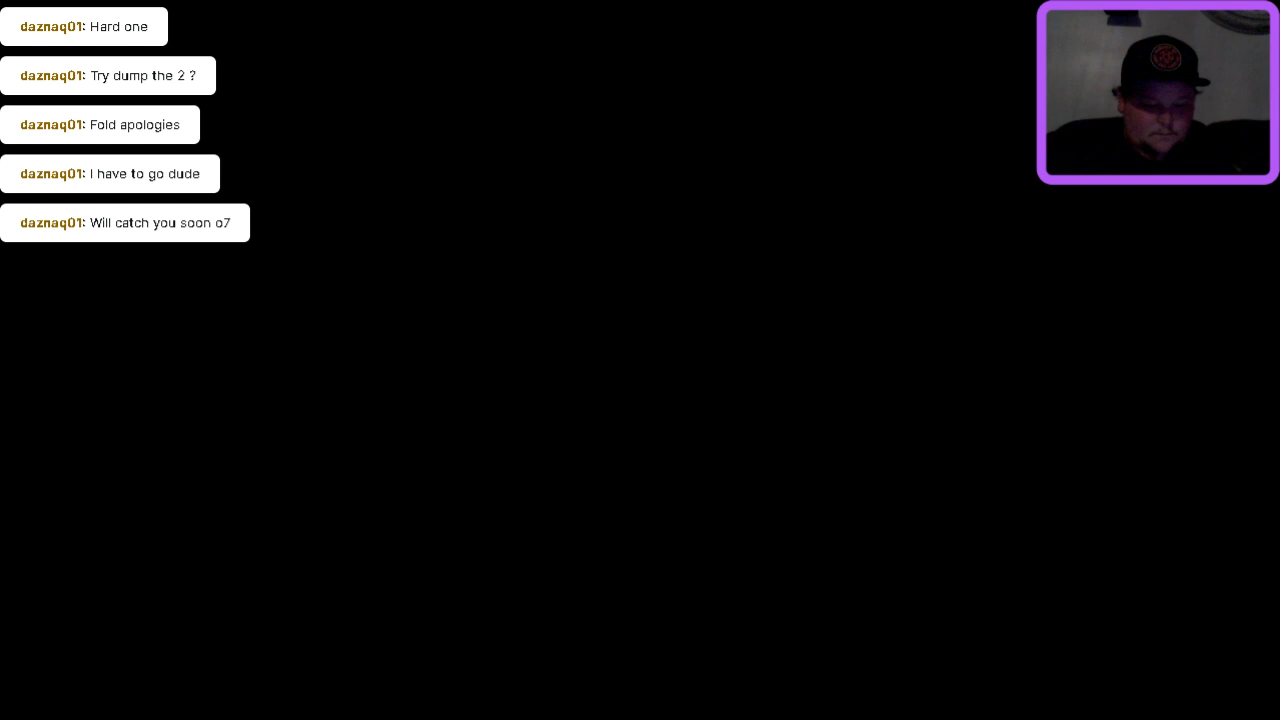 daznaq01: Hard one
daznaq01: Try dump the 2 ?
daznaq01: Fold apologies
daznaq01: I have to go dude
daznaq01: Will catch you soon o7